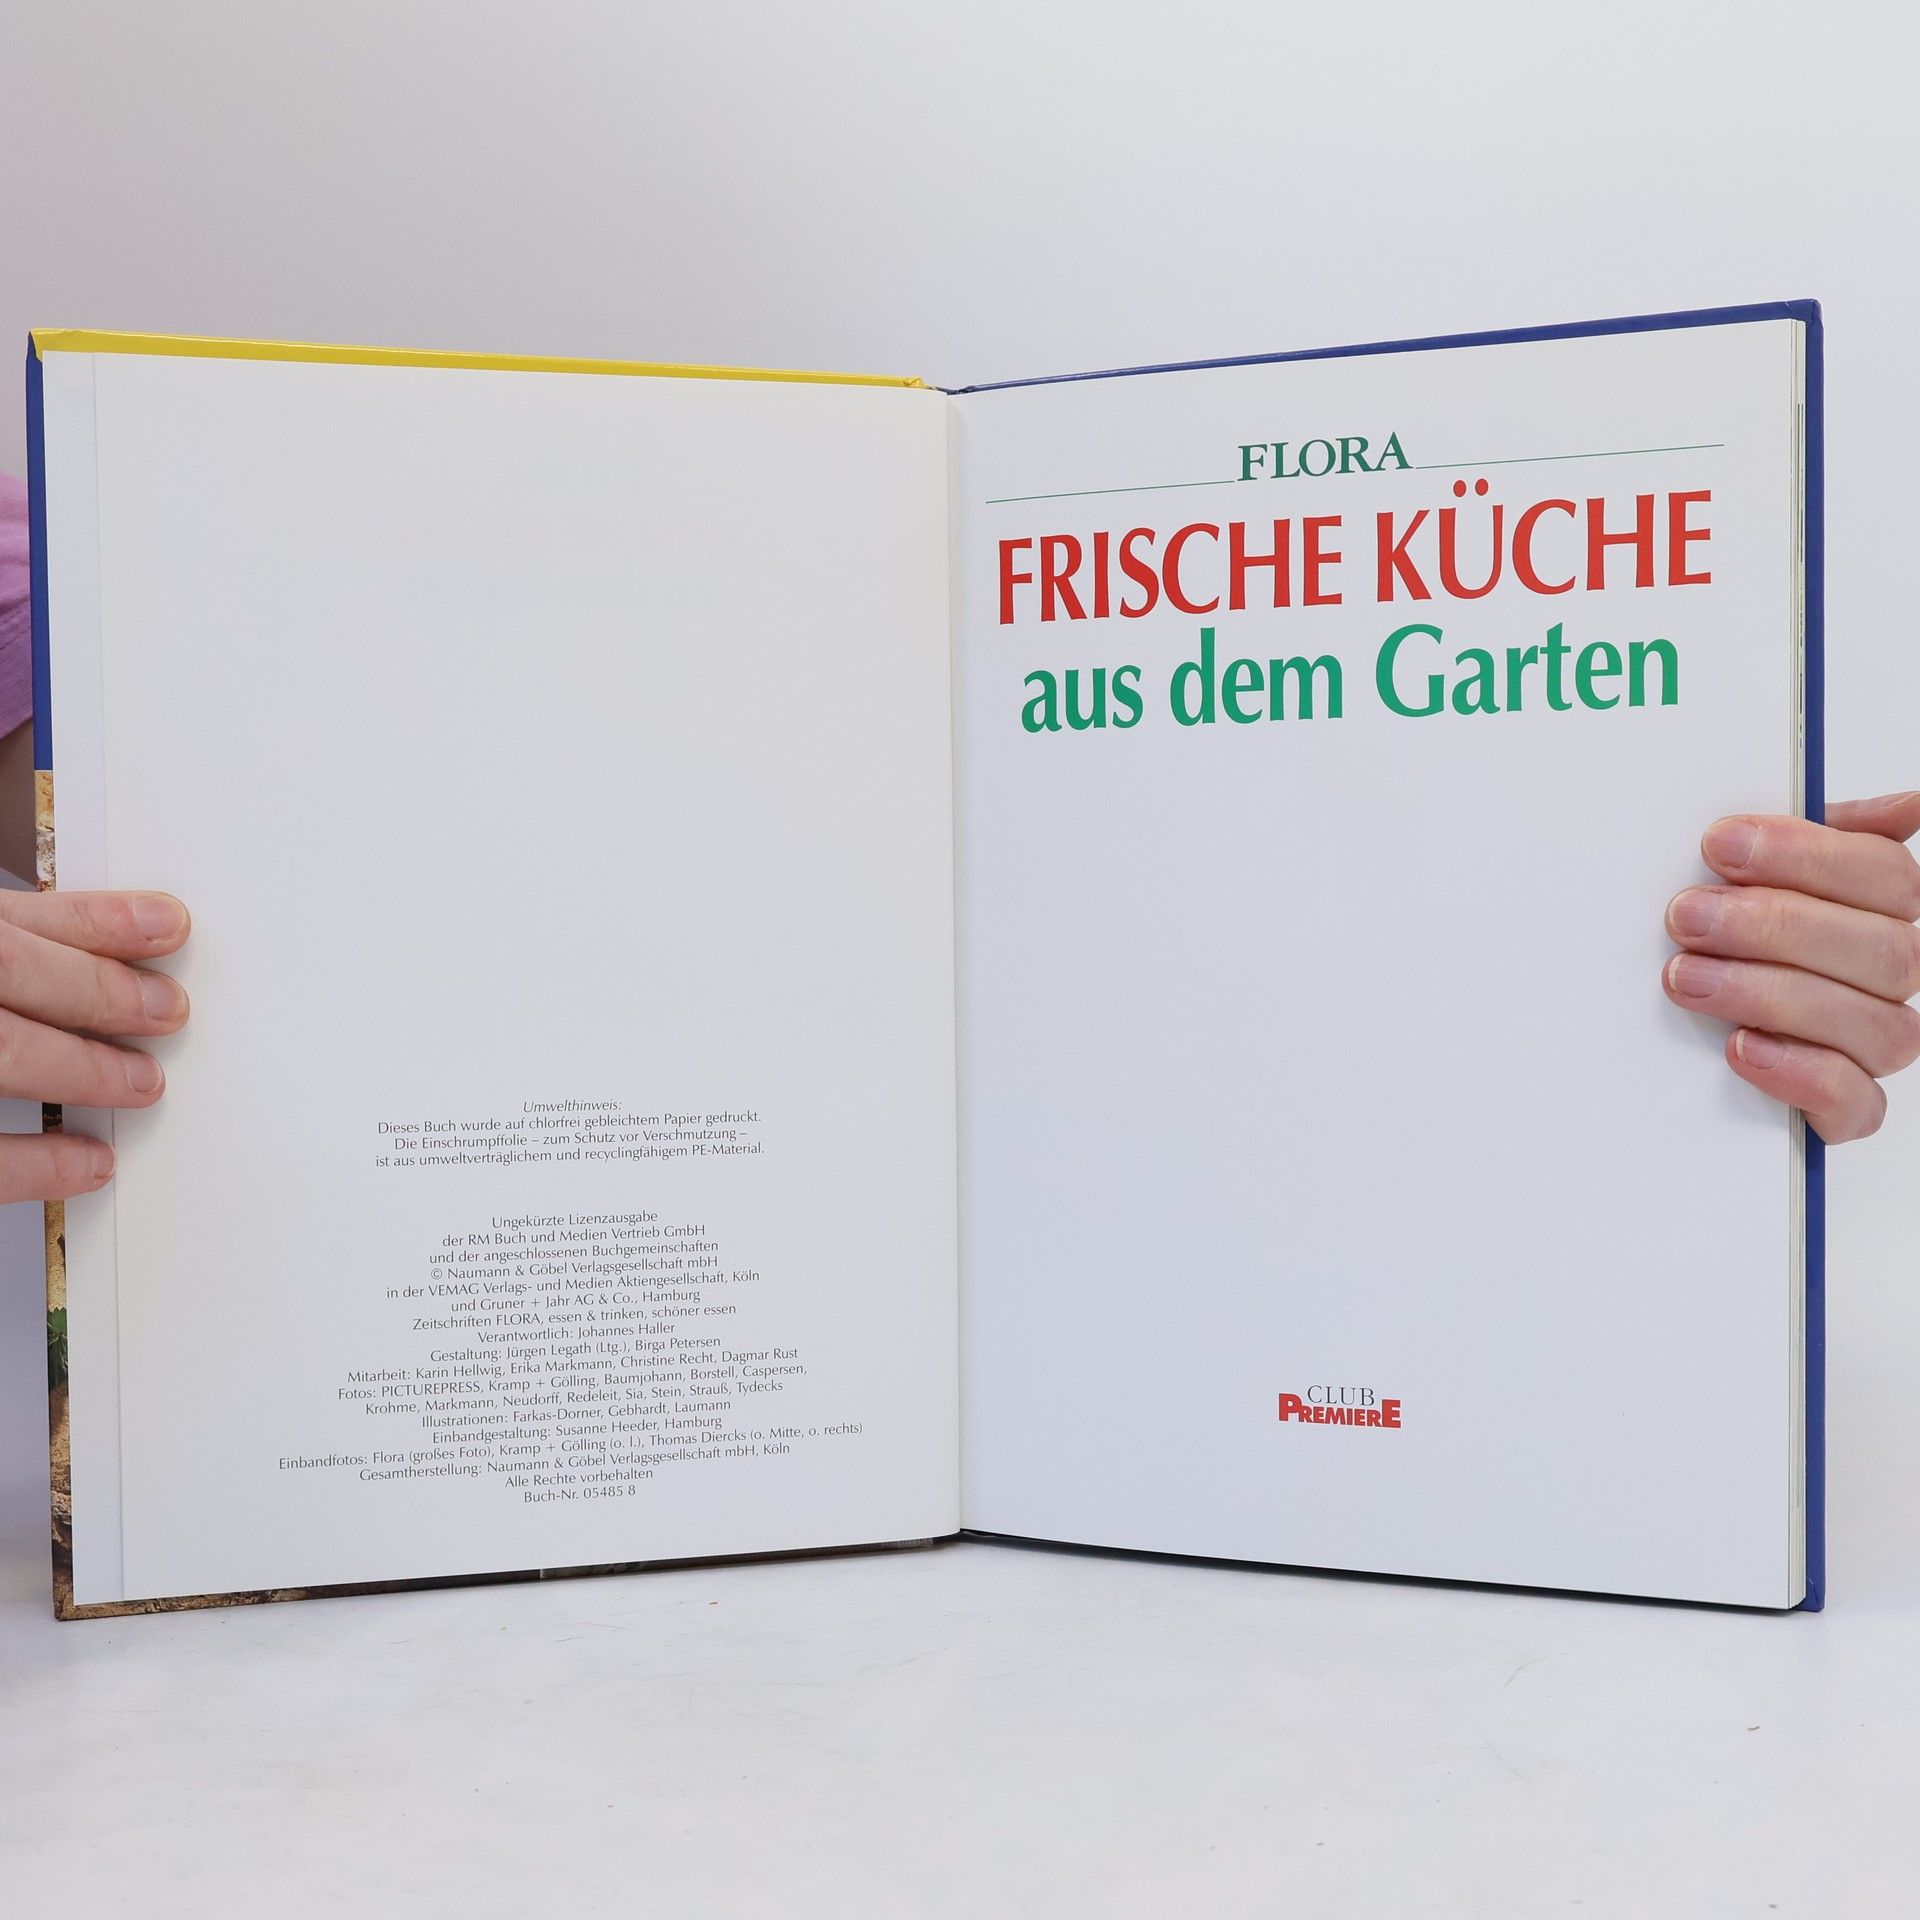 Umwelthinweis:
Dieses Buch wurde auf chlorfrei gebleichtem Papier gedruckt.
Die Einschrumpffolie – zum Schutz vor Verschmutzung –
ist aus umweltverträglichem und recyclingfähigem PE-Material.
Ungekürzte Lizenzausgabe
der RM Buch und Medien Vertrieb GmbH
und der angeschlossenen Buchgemeinschaften
© Naumann & Göbel Verlagsgesellschaft mbH
in der VEMAG Verlags- und Medien Aktiengesellschaft, Köln
und Gruner + Jahr AG & Co., Hamburg
Zeitschriften FLORA, essen & trinken, schöner essen
Verantwortlich: Johannes Haller
Gestaltung: Jürgen Legath (Ltg.), Birga Petersen
Mitarbeit: Karin Hellwig, Erika Markmann, Christine Recht, Dagmar Rust
Fotos: PICTUREPRESS, Kramp + Gölling, Baumjohann, Borstell, Caspersen,
Krohme, Markmann, Neudorff, Redeleit, Sia, Stein, Strauß, Tydecks
Illustrationen: Farkas-Dorner, Gebhardt, Laumann
Einbandgestaltung: Susanne Heeder, Hamburg
Einbandfotos: Flora (großes Foto), Kramp + Gölling (o. l.), Thomas Diercks (o. Mitte, o. rechts)
Gesamtherstellung: Naumann & Göbel Verlagsgesellschaft mbH, Köln
Alle Rechte vorbehalten
Buch-Nr. 05485 8
FLORA
FRISCHE KÜCHE
aus dem Garten
CLUB
PREMIERE